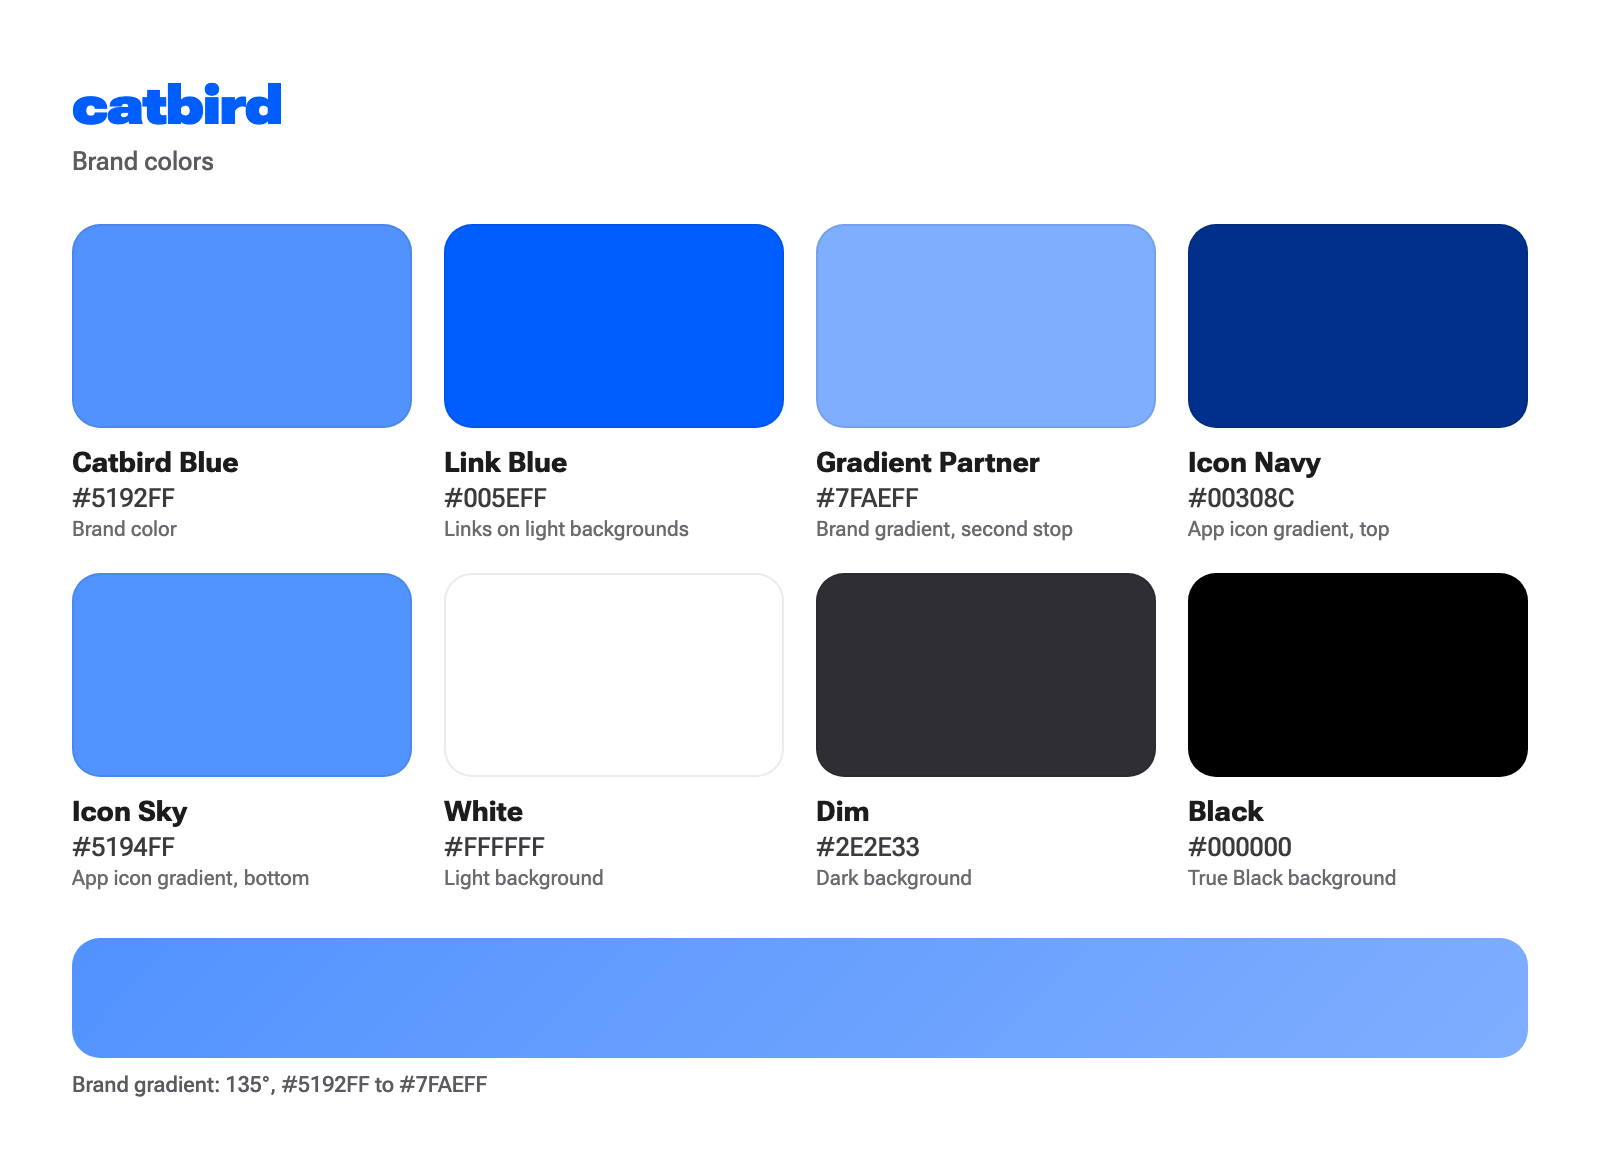 catbird
Brand colors
Catbird Blue
#5192FF
Brand color
Link Blue
#005EFF
Links on light backgrounds
Gradient Partner
#7FAEFF
Brand gradient, second stop
Icon Navy
#00308C
App icon gradient, top
Icon Sky
#5194FF
App icon gradient, bottom
White
#FFFFFF
Light background
Dim
#2E2E33
Dark background
Black
#000000
True Black background
Brand gradient: 135°, #5192FF to #7FAEFF